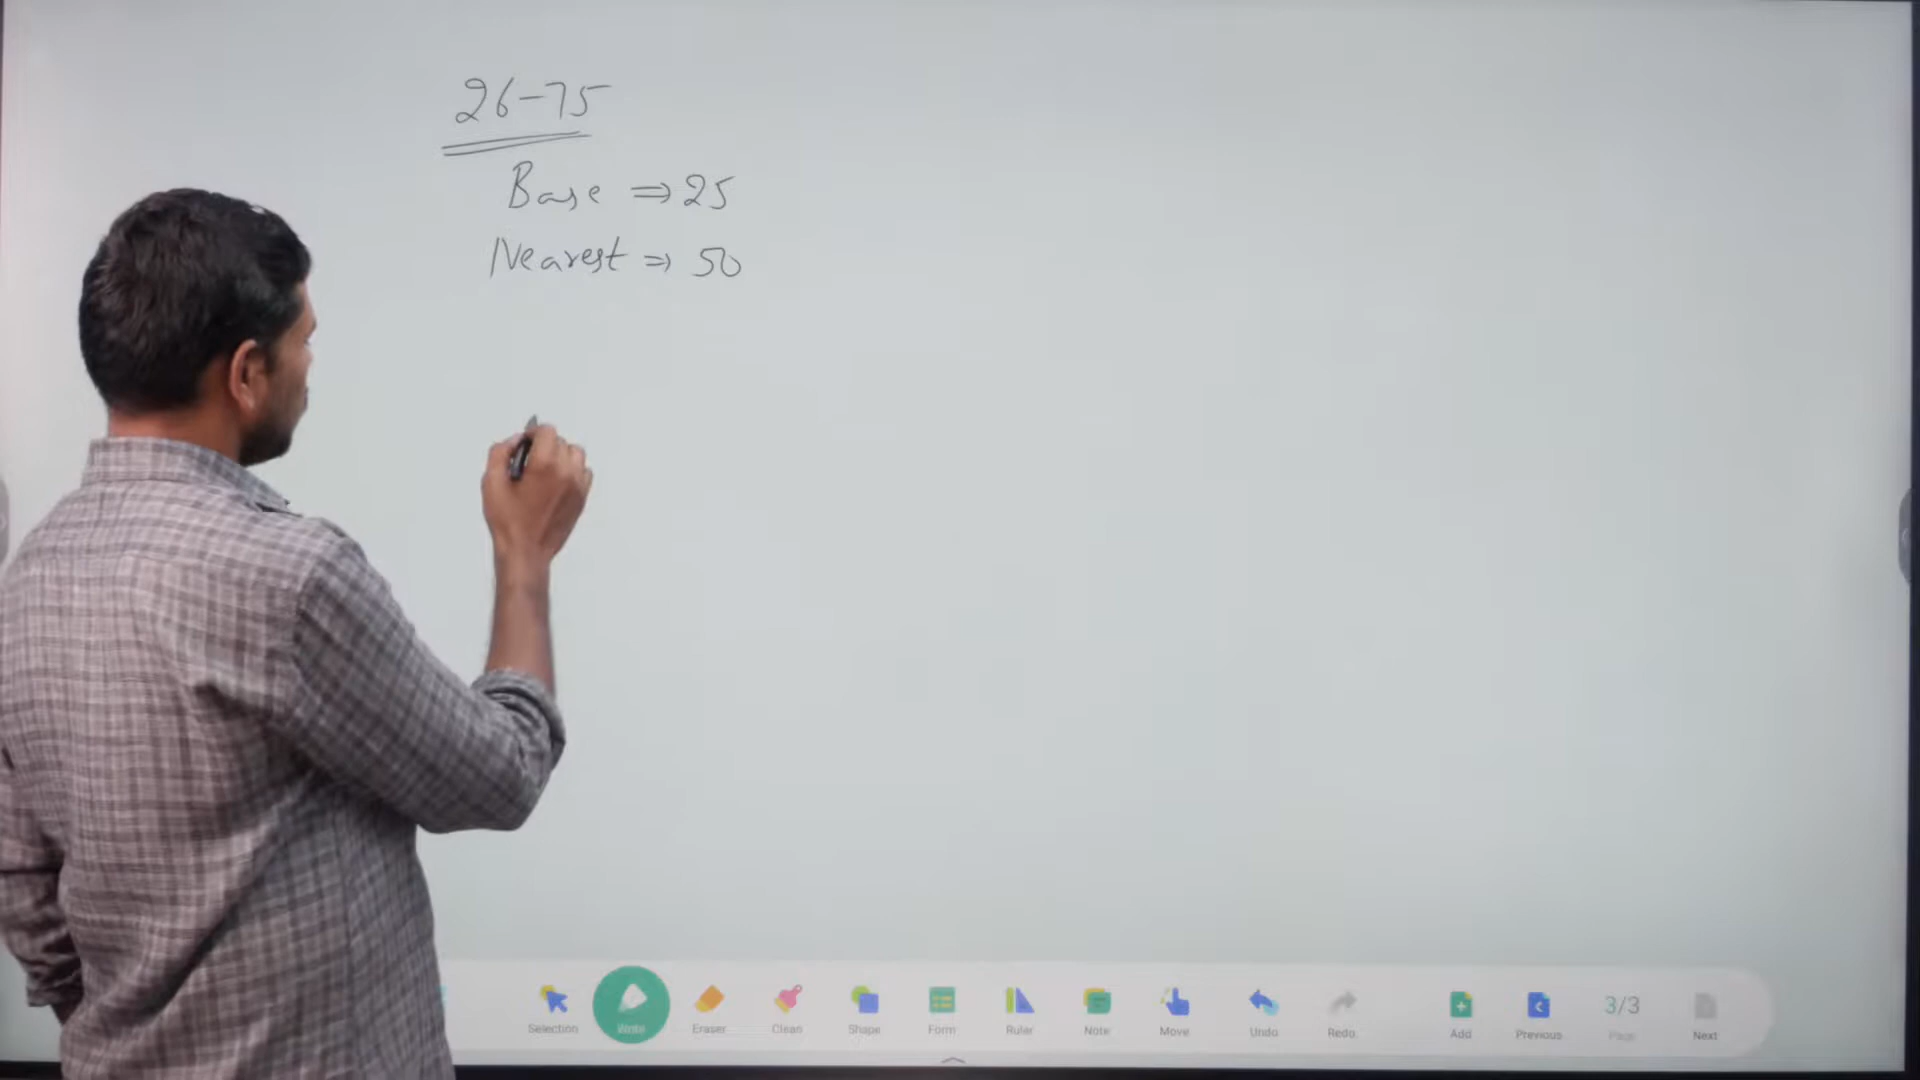 26-75
Base ⇒ 25
Nearest ⇒ 50
Selection Write Eraser Clean Shape Form Ruler Note Move Undo Redo Add Previous 3/3 Page Next